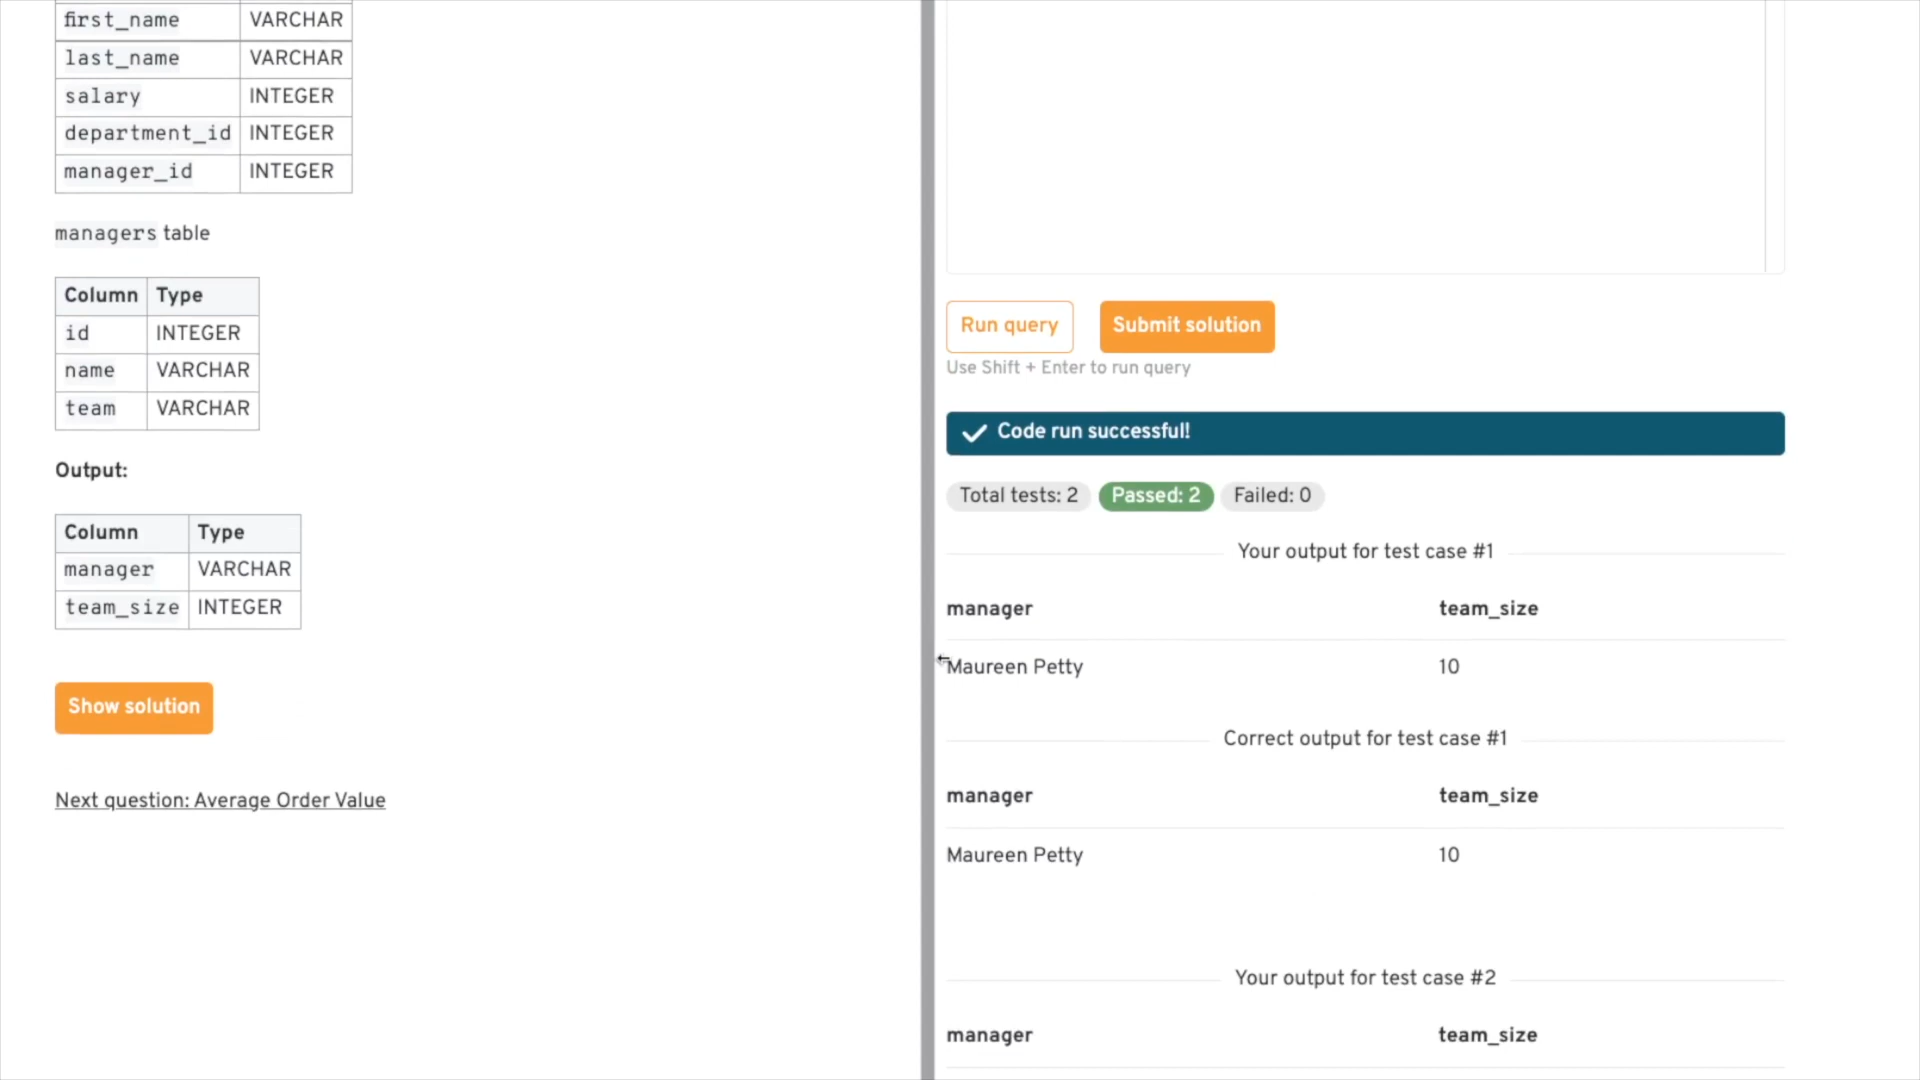 first_name VARCHAR
last_name VARCHAR
salary INTEGER
department_id INTEGER
manager_id INTEGER
managers table
Column Type
id INTEGER
name VARCHAR
team VARCHAR
Output:
Column Type
manager VARCHAR
team_size INTEGER
Show solution
Next question: Average Order Value
Run query Submit solution
Use Shift + Enter to run query
Code run successful!
Total tests: 2 Passed: 2 Failed: 0
Your output for test case #1
manager team_size
Maureen Petty 10
Correct output for test case #1
manager team_size
Maureen Petty 10
Your output for test case #2
manager team_size